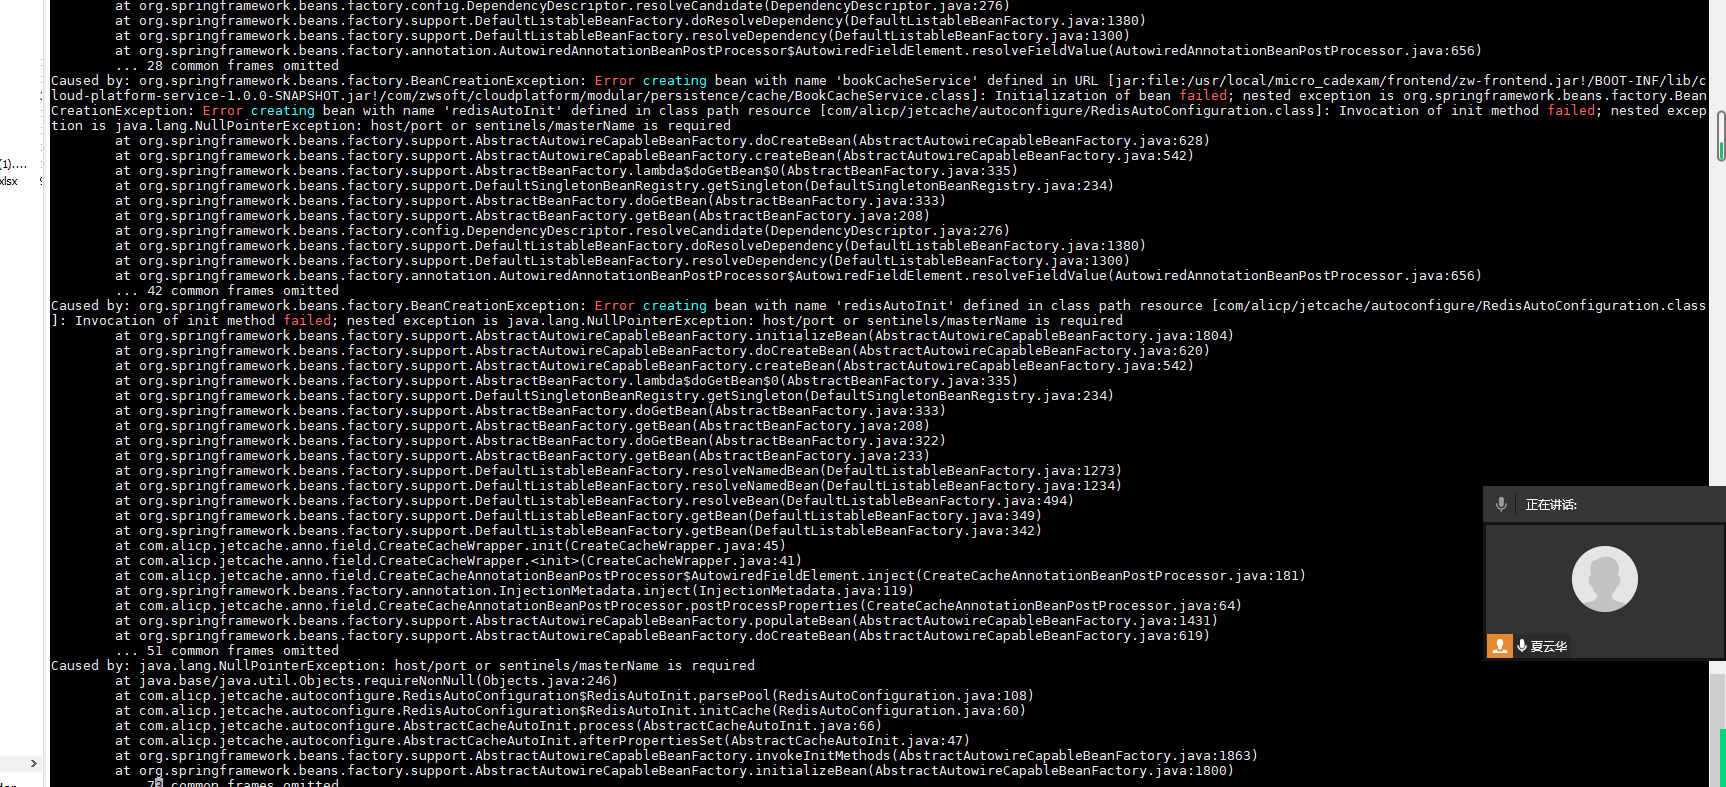 at org.springframework.beans.factory.config.DependencyDescriptor.resolveCandidate(DependencyDescriptor.java:276)
at org.springframework.beans.factory.support.DefaultListableBeanFactory.doResolveDependency(DefaultListableBeanFactory.java:1380)
at org.springframework.beans.factory.support.DefaultListableBeanFactory.resolveDependency(DefaultListableBeanFactory.java:1300)
at org.springframework.beans.factory.annotation.AutowiredAnnotationBeanPostProcessor$AutowiredFieldElement.resolveFieldValue(AutowiredAnnotationBeanPostProcessor.java:656)
... 28 common frames omitted
Caused by: org.springframework.beans.factory.BeanCreationException: Error creating bean with name 'bookCacheService' defined in URL [jar:file:/usr/local/micro_cadexam/frontend/zw-frontend.jar!/BOOT-INF/lib/c
loud-platform-service-1.0.0-SNAPSHOT.jar!/com/zwsoft/cloudplatform/modular/persistence/cache/BookCacheService.class]: Initialization of bean failed; nested exception is org.springframework.beans.factory.Bean
CreationException: Error creating bean with name 'redisAutoInit' defined in class path resource [com/alicp/jetcache/autoconfigure/RedisAutoConfiguration.class]: Invocation of init method failed; nested excep
tion is java.lang.NullPointerException: host/port or sentinels/masterName is required
at org.springframework.beans.factory.support.AbstractAutowireCapableBeanFactory.doCreateBean(AbstractAutowireCapableBeanFactory.java:628)
at org.springframework.beans.factory.support.AbstractAutowireCapableBeanFactory.createBean(AbstractAutowireCapableBeanFactory.java:542)
at org.springframework.beans.factory.support.AbstractBeanFactory.lambda$doGetBean$0(AbstractBeanFactory.java:335)
at org.springframework.beans.factory.support.DefaultSingletonBeanRegistry.getSingleton(DefaultSingletonBeanRegistry.java:234)
at org.springframework.beans.factory.support.AbstractBeanFactory.doGetBean(AbstractBeanFactory.java:333)
at org.springframework.beans.factory.support.AbstractBeanFactory.getBean(AbstractBeanFactory.java:208)
at org.springframework.beans.factory.config.DependencyDescriptor.resolveCandidate(DependencyDescriptor.java:276)
at org.springframework.beans.factory.support.DefaultListableBeanFactory.doResolveDependency(DefaultListableBeanFactory.java:1380)
at org.springframework.beans.factory.support.DefaultListableBeanFactory.resolveDependency(DefaultListableBeanFactory.java:1300)
at org.springframework.beans.factory.annotation.AutowiredAnnotationBeanPostProcessor$AutowiredFieldElement.resolveFieldValue(AutowiredAnnotationBeanPostProcessor.java:656)
... 42 common frames omitted
Caused by: org.springframework.beans.factory.BeanCreationException: Error creating bean with name 'redisAutoInit' defined in class path resource [com/alicp/jetcache/autoconfigure/RedisAutoConfiguration.class
]: Invocation of init method failed; nested exception is java.lang.NullPointerException: host/port or sentinels/masterName is required
at org.springframework.beans.factory.support.AbstractAutowireCapableBeanFactory.initializeBean(AbstractAutowireCapableBeanFactory.java:1804)
at org.springframework.beans.factory.support.AbstractAutowireCapableBeanFactory.doCreateBean(AbstractAutowireCapableBeanFactory.java:620)
at org.springframework.beans.factory.support.AbstractAutowireCapableBeanFactory.createBean(AbstractAutowireCapableBeanFactory.java:542)
at org.springframework.beans.factory.support.AbstractBeanFactory.lambda$doGetBean$0(AbstractBeanFactory.java:335)
at org.springframework.beans.factory.support.DefaultSingletonBeanRegistry.getSingleton(DefaultSingletonBeanRegistry.java:234)
at org.springframework.beans.factory.support.AbstractBeanFactory.doGetBean(AbstractBeanFactory.java:333)
at org.springframework.beans.factory.support.AbstractBeanFactory.getBean(AbstractBeanFactory.java:208)
at org.springframework.beans.factory.support.AbstractBeanFactory.doGetBean(AbstractBeanFactory.java:322)
at org.springframework.beans.factory.support.AbstractBeanFactory.getBean(AbstractBeanFactory.java:233)
at org.springframework.beans.factory.support.DefaultListableBeanFactory.resolveNamedBean(DefaultListableBeanFactory.java:1273)
at org.springframework.beans.factory.support.DefaultListableBeanFactory.resolveNamedBean(DefaultListableBeanFactory.java:1234)
at org.springframework.beans.factory.support.DefaultListableBeanFactory.resolveBean(DefaultListableBeanFactory.java:494)
at org.springframework.beans.factory.support.DefaultListableBeanFactory.getBean(DefaultListableBeanFactory.java:349)
at org.springframework.beans.factory.support.DefaultListableBeanFactory.getBean(DefaultListableBeanFactory.java:342)
at com.alicp.jetcache.anno.field.CreateCacheWrapper.init(CreateCacheWrapper.java:45)
at com.alicp.jetcache.anno.field.CreateCacheWrapper.<init>(CreateCacheWrapper.java:41)
at com.alicp.jetcache.anno.field.CreateCacheAnnotationBeanPostProcessor$AutowiredFieldElement.inject(CreateCacheAnnotationBeanPostProcessor.java:181)
at org.springframework.beans.factory.annotation.InjectionMetadata.inject(InjectionMetadata.java:119)
at com.alicp.jetcache.anno.field.CreateCacheAnnotationBeanPostProcessor.postProcessProperties(CreateCacheAnnotationBeanPostProcessor.java:64)
at org.springframework.beans.factory.support.AbstractAutowireCapableBeanFactory.populateBean(AbstractAutowireCapableBeanFactory.java:1431)
at org.springframework.beans.factory.support.AbstractAutowireCapableBeanFactory.doCreateBean(AbstractAutowireCapableBeanFactory.java:619)
... 51 common frames omitted
Caused by: java.lang.NullPointerException: host/port or sentinels/masterName is required
at java.base/java.util.Objects.requireNonNull(Objects.java:246)
at com.alicp.jetcache.autoconfigure.RedisAutoConfiguration$RedisAutoInit.parsePool(RedisAutoConfiguration.java:108)
at com.alicp.jetcache.autoconfigure.RedisAutoConfiguration$RedisAutoInit.initCache(RedisAutoConfiguration.java:60)
at com.alicp.jetcache.autoconfigure.AbstractCacheAutoInit.process(AbstractCacheAutoInit.java:66)
at com.alicp.jetcache.autoconfigure.AbstractCacheAutoInit.afterPropertiesSet(AbstractCacheAutoInit.java:47)
at org.springframework.beans.factory.support.AbstractAutowireCapableBeanFactory.invokeInitMethods(AbstractAutowireCapableBeanFactory.java:1863)
at org.springframework.beans.factory.support.AbstractAutowireCapableBeanFactory.initializeBean(AbstractAutowireCapableBeanFactory.java:1800)
common frames omitted
(1)....
xlsx
正在讲话:
夏云华